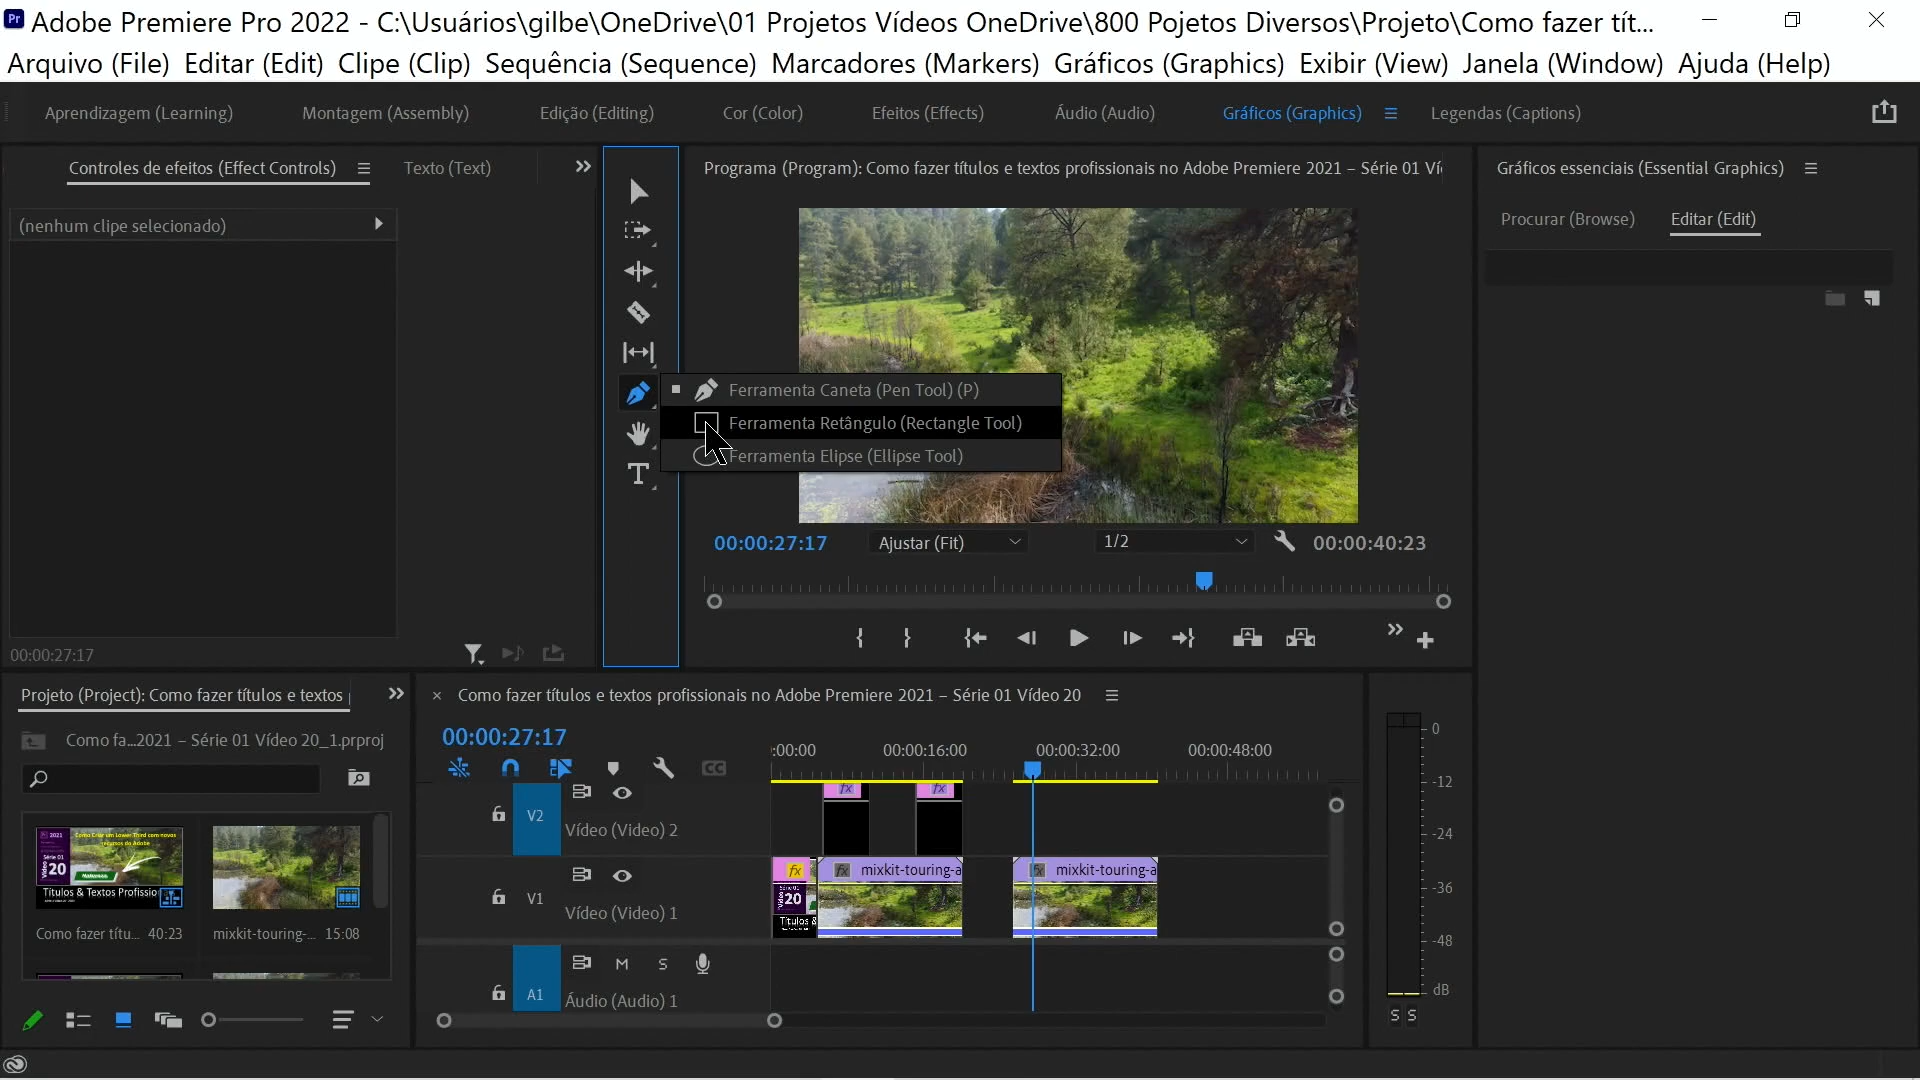 Pr Adobe Premiere Pro 2022 - C:\Usuários\gilbe\OneDrive\01 Projetos Vídeos OneDrive\800 Pojetos Diversos\Projeto\Como fazer tít...
Arquivo (File) Editar (Edit) Clipe (Clip) Sequência (Sequence) Marcadores (Markers) Gráficos (Graphics) Exibir (View) Janela (Window) Ajuda (Help)
Aprendizagem (Learning) Montagem (Assembly) Edição (Editing) Cor (Color) Efeitos (Effects) Áudio (Audio) Gráficos (Graphics) Legendas (Captions)
Controles de efeitos (Effect Controls) Texto (Text)
(nenhum clipe selecionado)
00:00:27:17
Programa (Program): Como fazer títulos e textos profissionais no Adobe Premiere 2021 – Série 01 Ví
Ferramenta Caneta (Pen Tool) (P)
Ferramenta Retângulo (Rectangle Tool)
Ferramenta Elipse (Ellipse Tool)
00:00:27:17 Ajustar (Fit) 1/2 00:00:40:23
Gráficos essenciais (Essential Graphics)
Procurar (Browse) Editar (Edit)
Projeto (Project): Como fazer títulos e textos
Como fa...2021 – Série 01 Vídeo 20_1.prproj
2021
Série 01
Vídeo
20
Títulos & Textos Profissio
Como fazer títu... 40:23
mixkit-touring-... 15:08
× Como fazer títulos e textos profissionais no Adobe Premiere 2021 – Série 01 Vídeo 20
00:00:27:17
:00:00 00:00:16:00 00:00:32:00 00:00:48:00
V2 Vídeo (Video) 2
fx fx
V1 Vídeo (Video) 1
fx fx mixkit-touring-a fx mixkit-touring-a
20
Títulos &
A1 M S
Áudio (Audio) 1
0
-12
-24
-36
-48
dB
S S